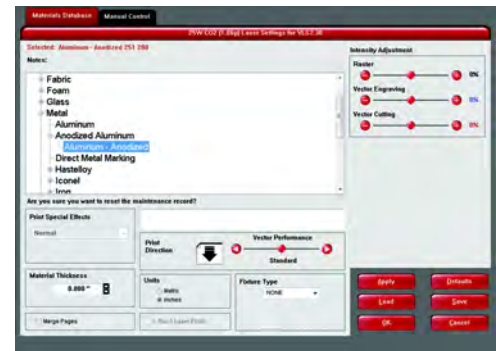 Materials Database Manual Control
25W CO2 (1.06µ) Laser Settings for VLS2.30
Selected: Aluminum - Anodized 251 280
Notes:
Fabric
Foam
Glass
Metal
Aluminum
Anodized Aluminum
Aluminum - Anodized
Direct Metal Marking
Hastelloy
Iconel
Iron
Intensity Adjustment
Raster
0%
Vector Engraving
0%
Vector Cutting
0%
Are you sure you want to reset the maintenance record?
Print Special Effects
Normal
Print Direction
Vector Performance
Standard
Material Thickness
0.000 "
Units
Metric
Inches
Fixture Type
NONE
Merge Pages
Apply Defaults
Load Save
OK Cancel